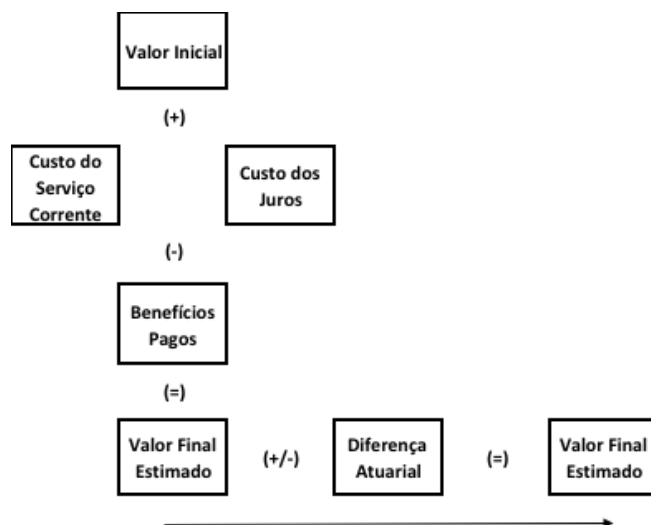 Valor Inicial
(+)
Custo do
Serviço
Corrente
Custo dos
Juros
(-)
Benefícios
Pagos
(=)
Valor Final
Estimado
(+/-)
Diferença
Atuarial
(=)
Valor Final
Estimado